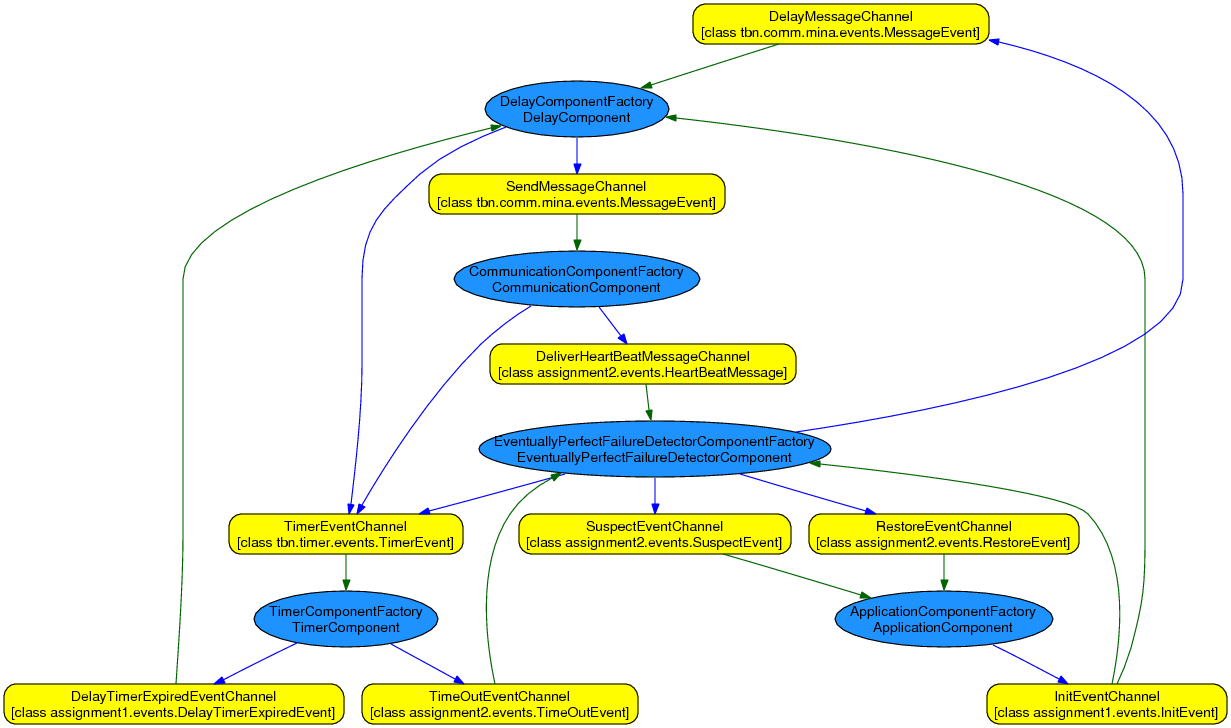 DelayMessageChannel
[class tbn.comm.mina.events.MessageEvent]
DelayComponentFactory
DelayComponent
SendMessageChannel
[class tbn.comm.mina.events.MessageEvent]
CommunicationComponentFactory
CommunicationComponent
DeliverHeartBeatMessageChannel
[class assignment2.events.HeartBeatMessage]
EventuallyPerfectFailureDetectorComponentFactory
EventuallyPerfectFailureDetectorComponent
TimerEventChannel
[class tbn.timer.events.TimerEvent]
SuspectEventChannel
[class assignment2.events.SuspectEvent]
RestoreEventChannel
[class assignment2.events.RestoreEvent]
TimerComponentFactory
TimerComponent
ApplicationComponentFactory
ApplicationComponent
DelayTimerExpiredEventChannel
[class assignment1.events.DelayTimerExpiredEvent]
TimeOutEventChannel
[class assignment2.events.TimeOutEvent]
InitEventChannel
[class assignment1.events.InitEvent]